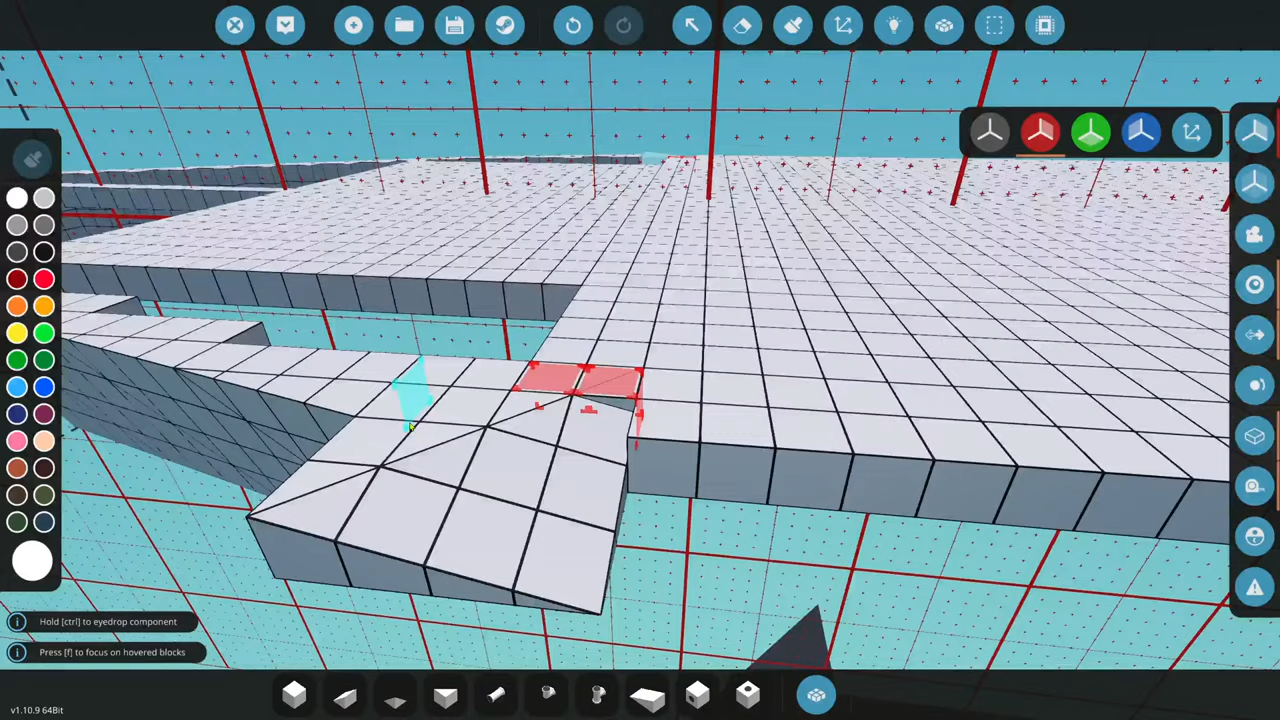 Hold [ctrl] to eyedrop component
Press [f] to focus on hovered blocks
v1.10.9 64Bit